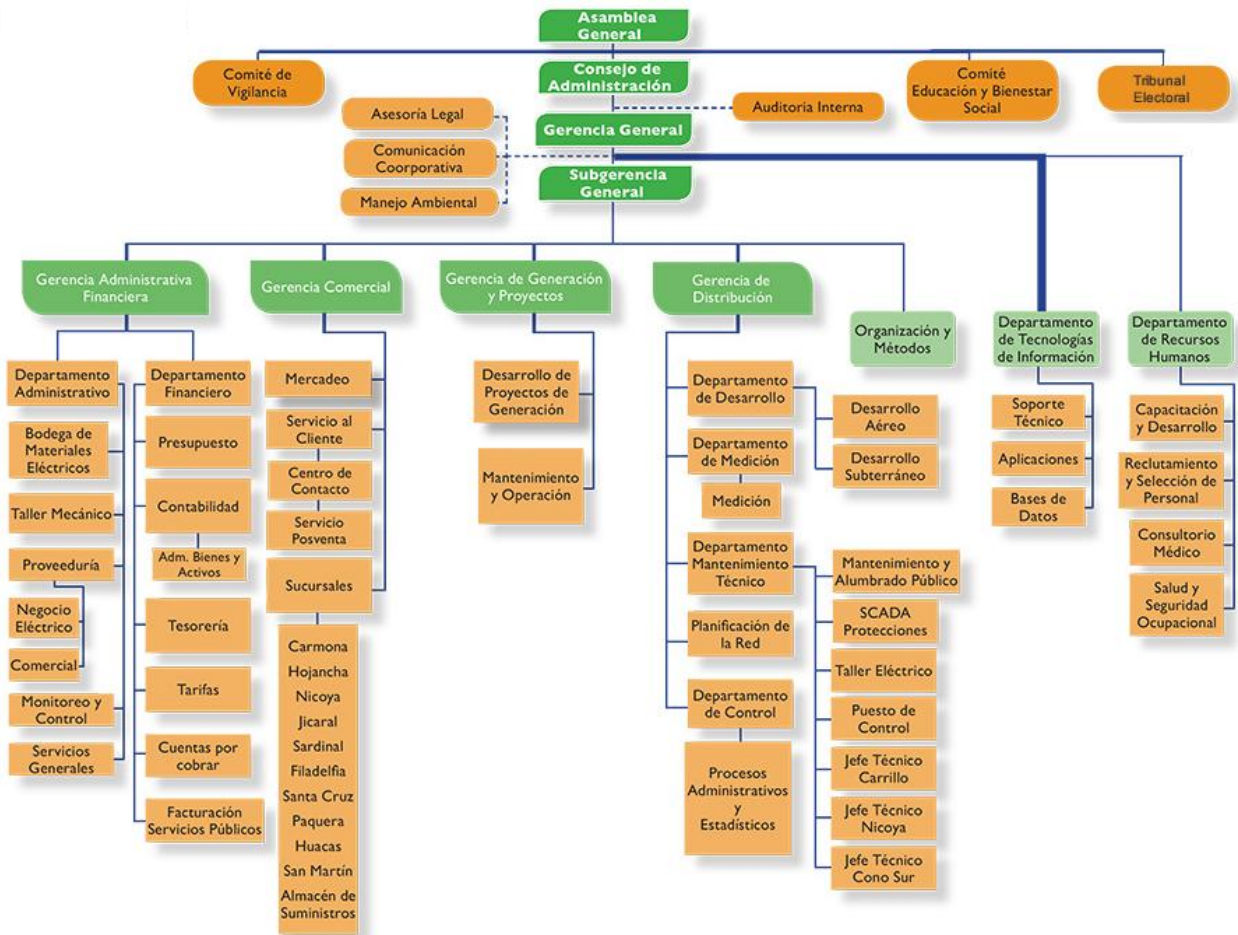 Asamblea
General
Comité de
Vigilancia
Consejo de
Administración
Comité
Educación y Bienestar
Social
Tribunal
Electoral
Auditoria Interna
Asesoría Legal
Gerencia General
Comunicación
Coorporativa
Subgerencia
General
Manejo Ambiental
Gerencia Administrativa
Financiera
Gerencia Comercial
Gerencia de Generación
y Proyectos
Gerencia de
Distribución
Organización y
Métodos
Departamento
de Tecnologías
de Información
Departamento
de Recursos
Humanos
Departamento
Administrativo
Bodega de
Materiales
Eléctricos
Taller Mecánico
Proveeduría
Negocio
Eléctrico
Comercial
Monitoreo y
Control
Servicios
Generales
Departamento
Financiero
Presupuesto
Contabilidad
Adm. Bienes y
Activos
Tesorería
Tarifas
Cuentas por
cobrar
Facturación
Servicios Públicos
Mercadeo
Servicio al
Cliente
Centro de
Contacto
Servicio
Posventa
Sucursales
Carmona
Hojancha
Nicoya
Jicaral
Sardinal
Filadelfia
Santa Cruz
Paquera
Huacas
San Martín
Almacén de
Suministros
Desarrollo de
Proyectos de
Generación
Mantenimiento
y Operación
Departamento
de Desarrollo
Desarrollo
Aéreo
Desarrollo
Subterráneo
Departamento
de Medición
Medición
Departamento
Mantenimiento
Técnico
Mantenimiento y
Alumbrado Público
SCADA
Protecciones
Taller Eléctrico
Puesto de
Control
Jefe Técnico
Carrillo
Jefe Técnico
Nicoya
Jefe Técnico
Cono Sur
Planificación de
la Red
Departamento
de Control
Procesos
Administrativos
y
Estadísticos
Soporte
Técnico
Aplicaciones
Bases de
Datos
Capacitación
y Desarrollo
Reclutamiento
y Selección de
Personal
Consultorio
Médico
Salud y
Seguridad
Ocupacional